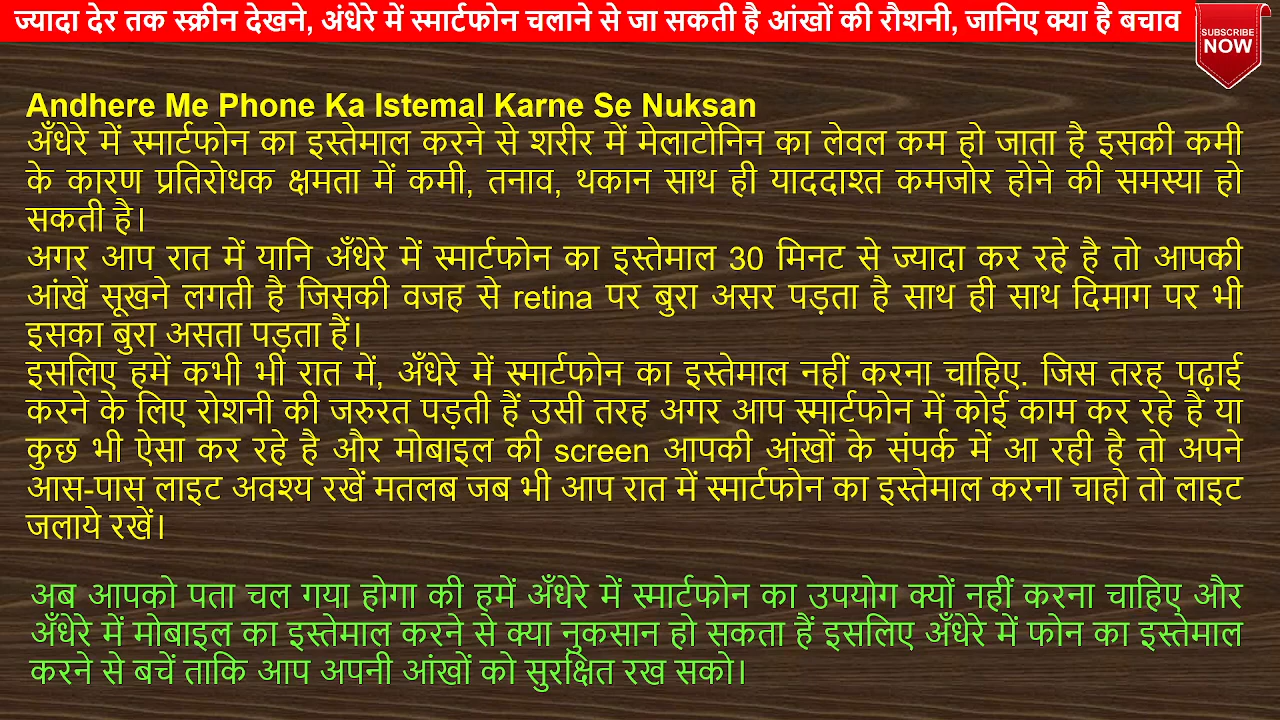 ज्यादा देर तक स्क्रीन देखने, अंधेरे में स्मार्टफोन चलाने से जा सकती है आंखों की रौशनी, जानिए क्या है बचाव
SUBSCRIBE
NOW
Andhere Me Phone Ka Istemal Karne Se Nuksan
अँधेरे में स्मार्टफोन का इस्तेमाल करने से शरीर में मेलाटोनिन का लेवल कम हो जाता है इसकी कमी
के कारण प्रतिरोधक क्षमता में कमी, तनाव, थकान साथ ही याददाश्त कमजोर होने की समस्या हो
सकती है।
अगर आप रात में यानि अँधेरे में स्मार्टफोन का इस्तेमाल 30 मिनट से ज्यादा कर रहे है तो आपकी
आंखें सूखने लगती है जिसकी वजह से retina पर बुरा असर पड़ता है साथ ही साथ दिमाग पर भी
इसका बुरा असता पड़ता हैं।
इसलिए हमें कभी भी रात में, अँधेरे में स्मार्टफोन का इस्तेमाल नहीं करना चाहिए. जिस तरह पढ़ाई
करने के लिए रोशनी की जरुरत पड़ती हैं उसी तरह अगर आप स्मार्टफोन में कोई काम कर रहे है या
कुछ भी ऐसा कर रहे है और मोबाइल की screen आपकी आंखों के संपर्क में आ रही है तो अपने
आस-पास लाइट अवश्य रखें मतलब जब भी आप रात में स्मार्टफोन का इस्तेमाल करना चाहो तो लाइट
जलाये रखें।
अब आपको पता चल गया होगा की हमें अँधेरे में स्मार्टफोन का उपयोग क्यों नहीं करना चाहिए और
अँधेरे में मोबाइल का इस्तेमाल करने से क्या नुकसान हो सकता हैं इसलिए अँधेरे में फोन का इस्तेमाल
करने से बचें ताकि आप अपनी आंखों को सुरक्षित रख सको।